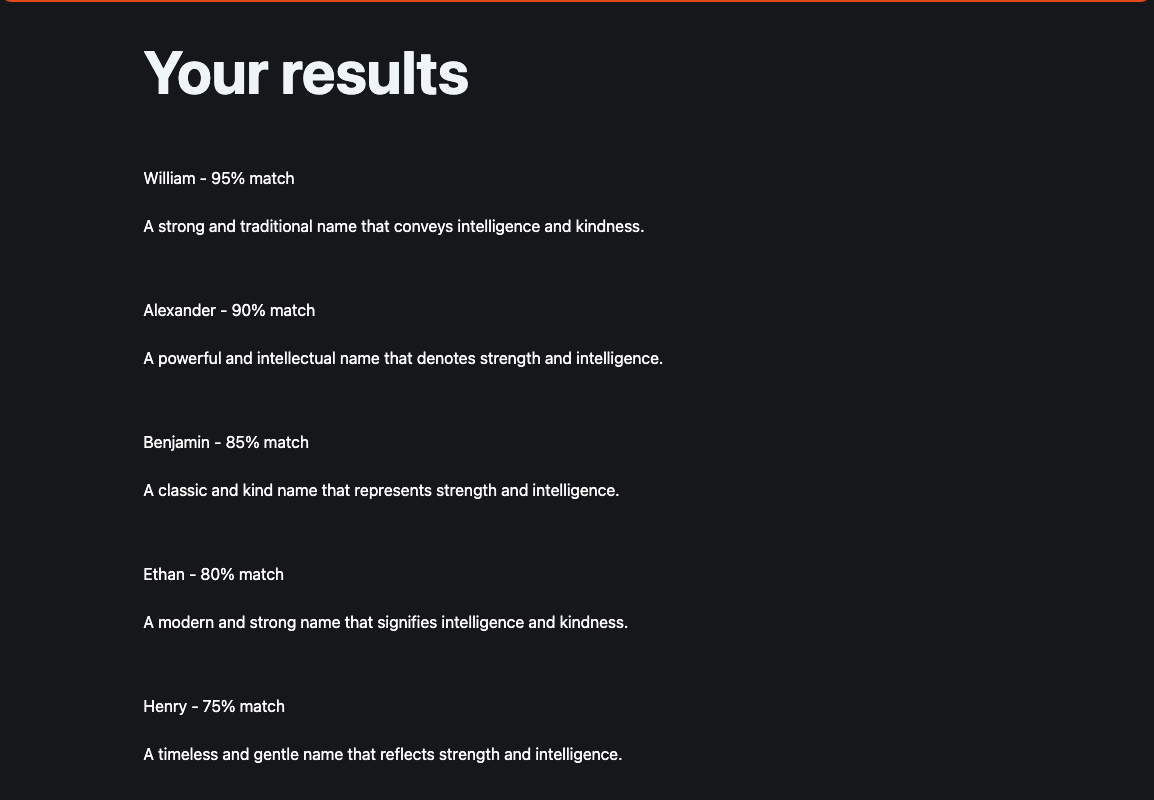 Your results
William - 95% match
A strong and traditional name that conveys intelligence and kindness.
Alexander - 90% match
A powerful and intellectual name that denotes strength and intelligence.
Benjamin - 85% match
A classic and kind name that represents strength and intelligence.
Ethan - 80% match
A modern and strong name that signifies intelligence and kindness.
Henry - 75% match
A timeless and gentle name that reflects strength and intelligence.